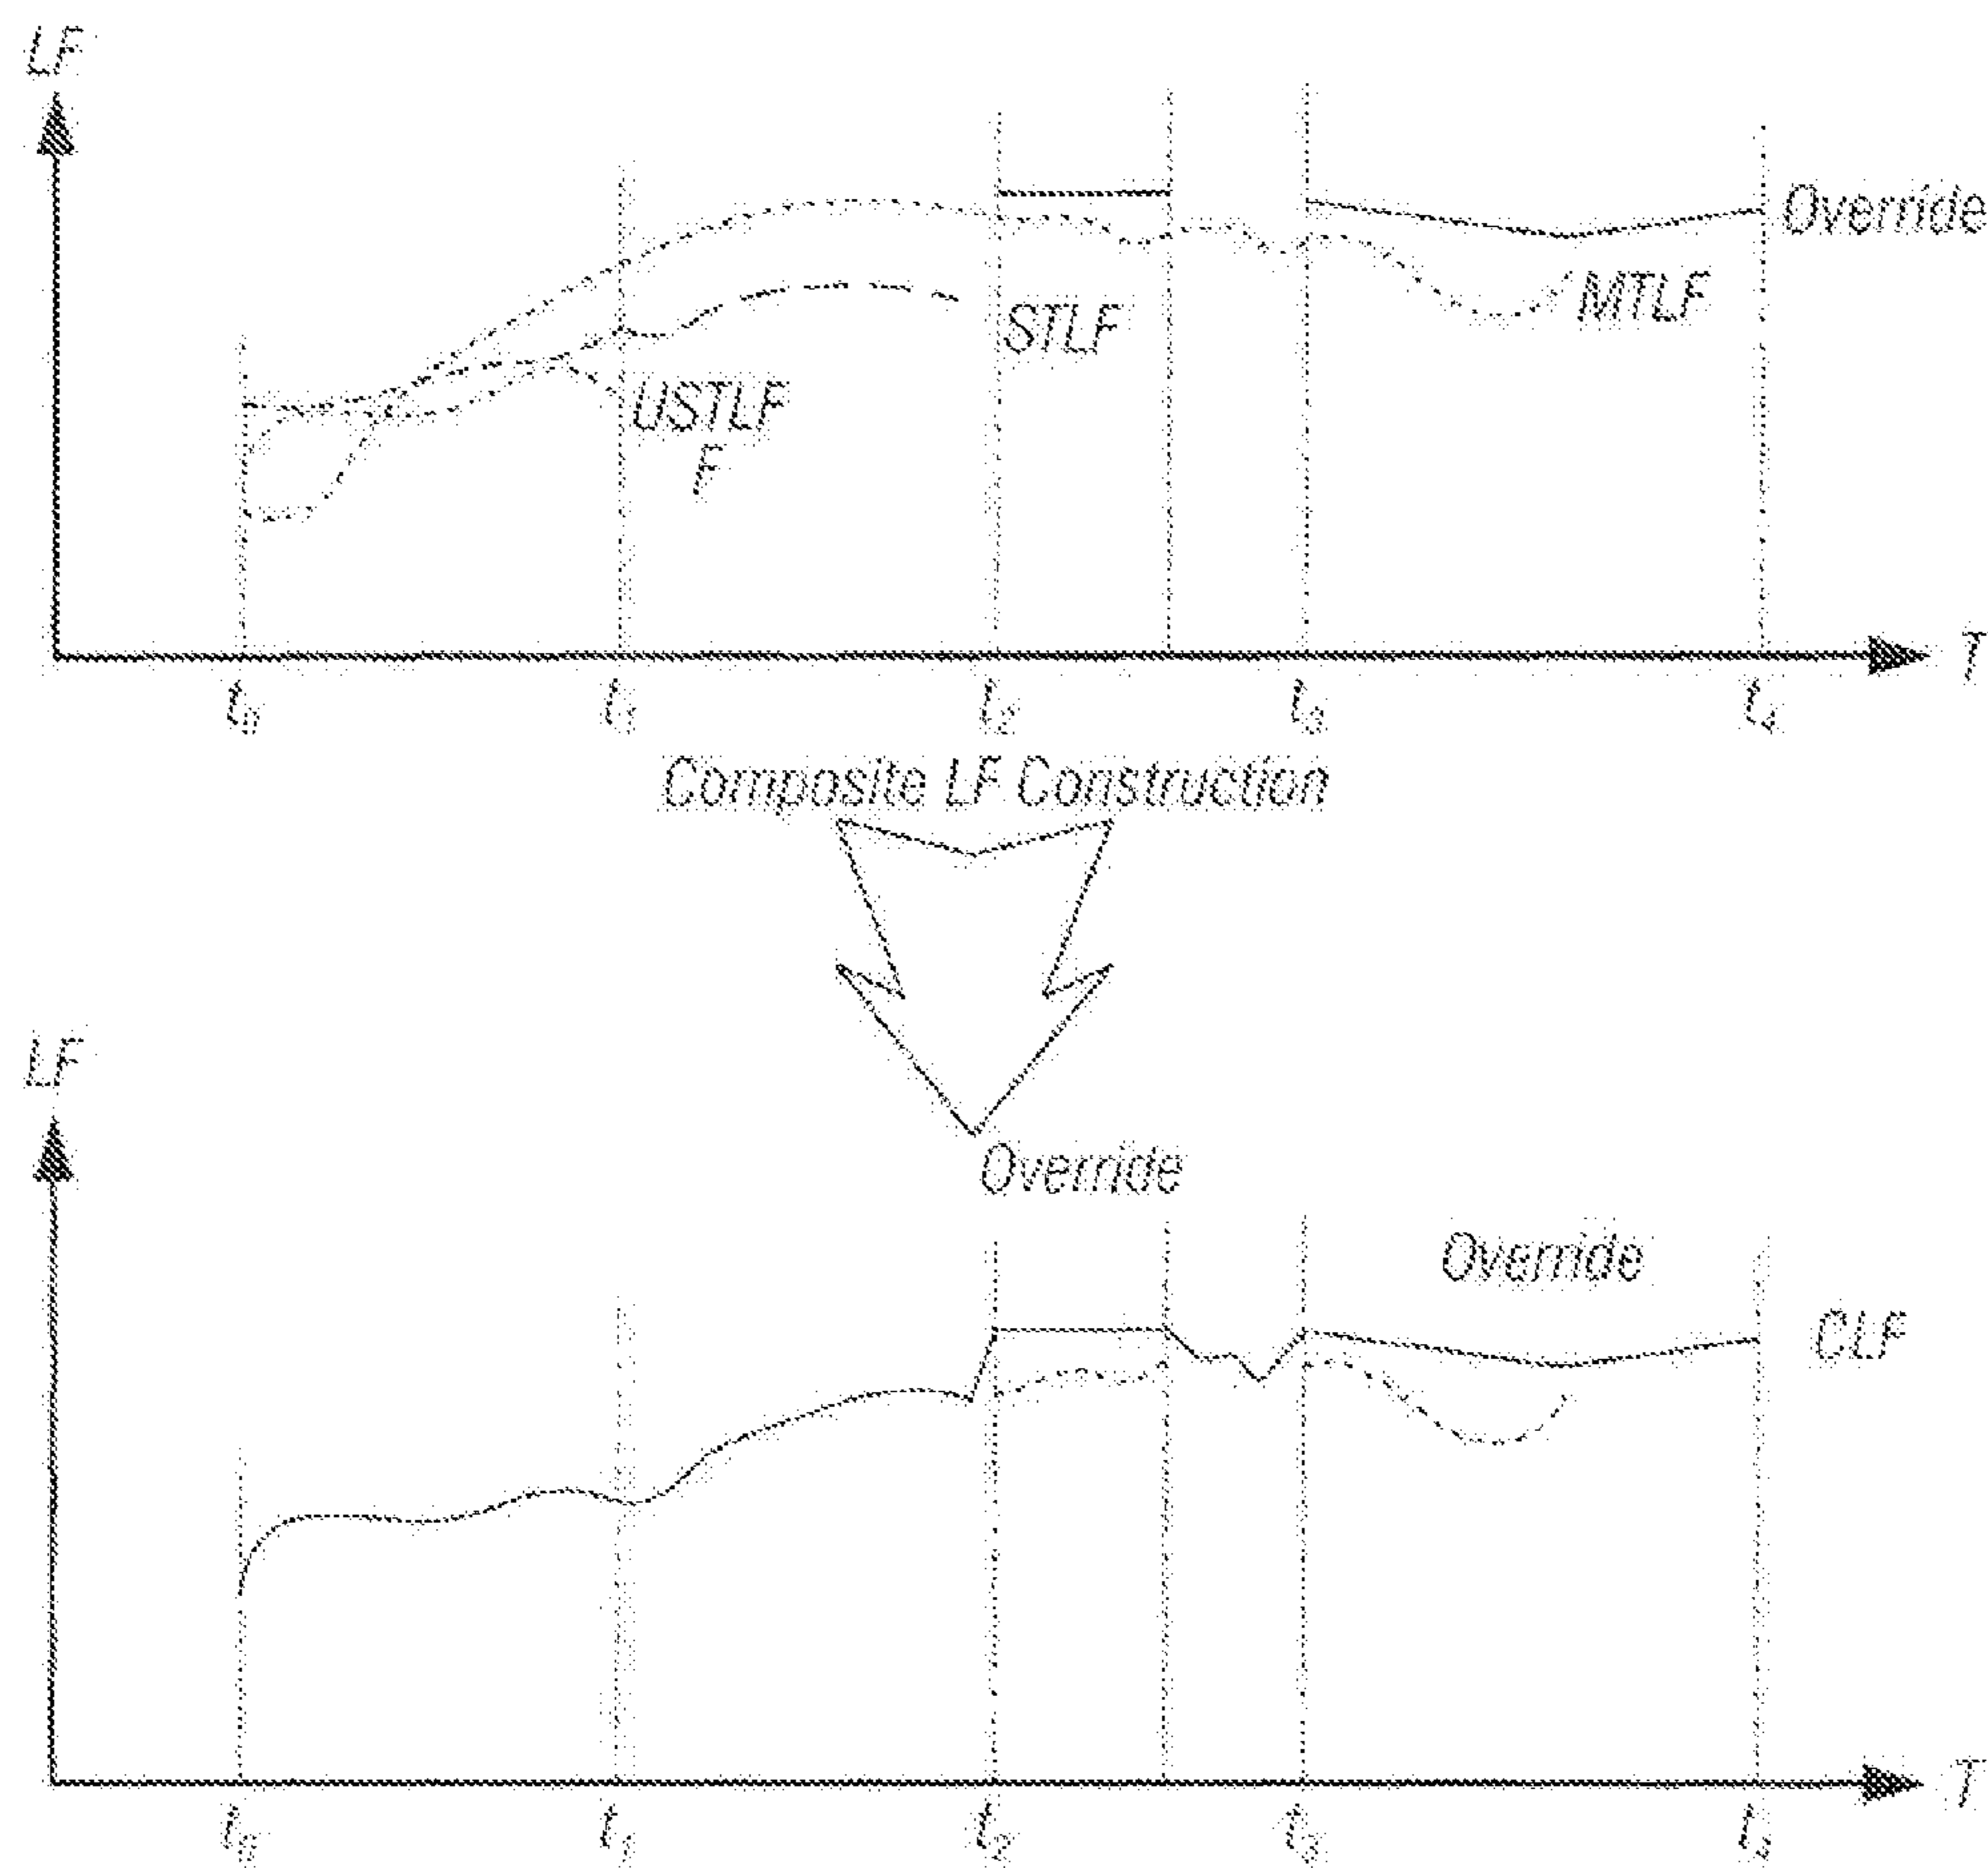 LF
Override
MTLF
STLF
USTLF
F
T
t₀ t₁ t₂ t₃ t₄
Composite LF Construction
LF
Override
Override
CLF
T
t₀ t₁ t₂ t₃